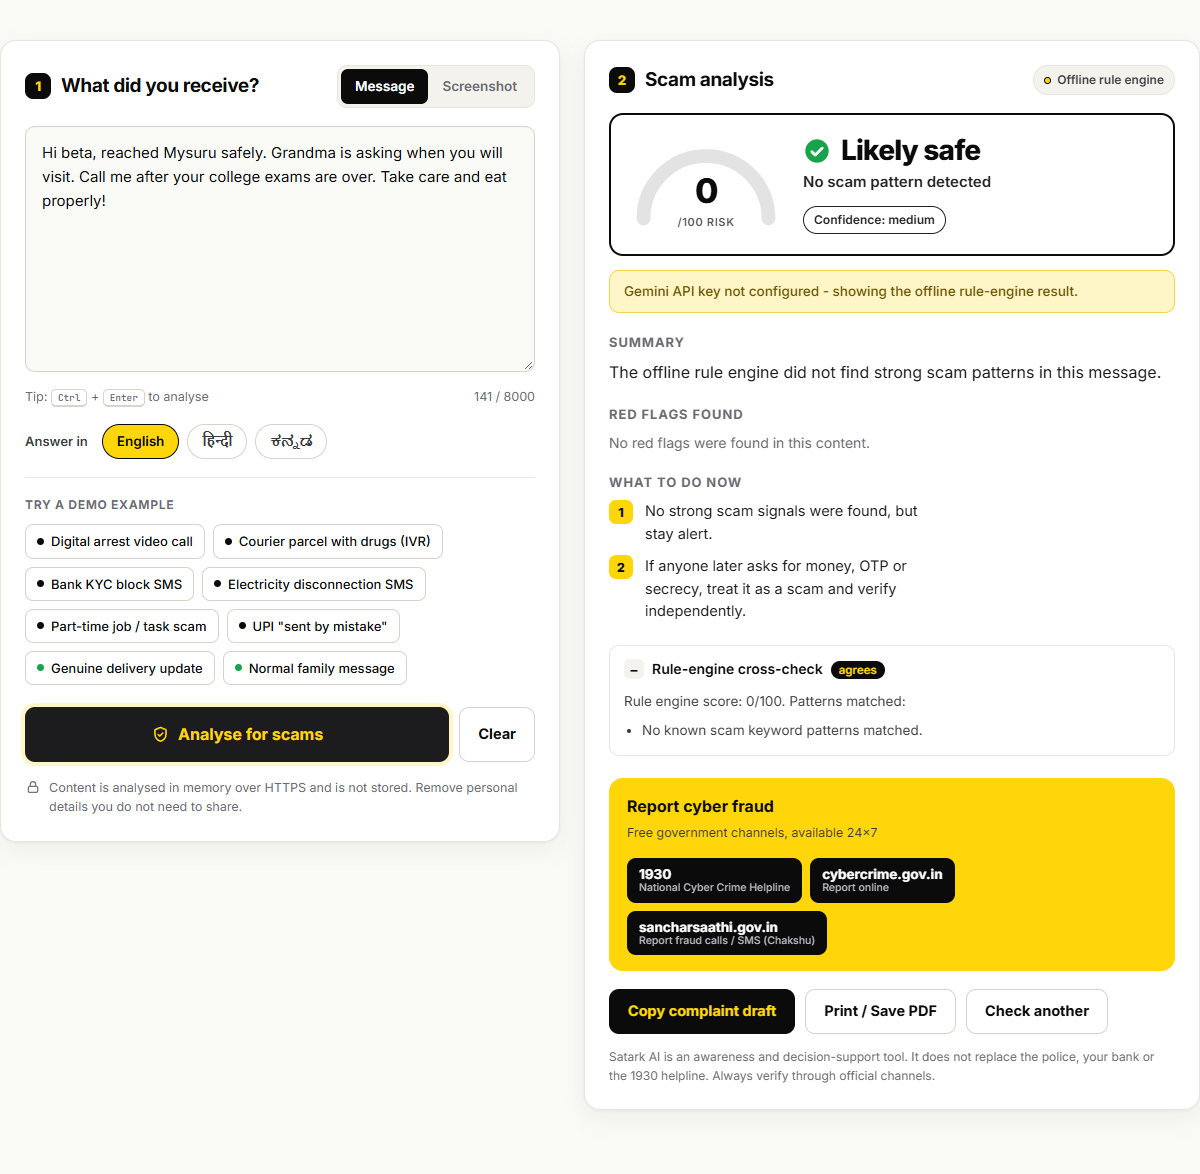 1 What did you receive?
Message Screenshot
Hi beta, reached Mysuru safely. Grandma is asking when you will
visit. Call me after your college exams are over. Take care and eat
properly!
Tip: Ctrl + Enter to analyse
141 / 8000
Answer in English हिन्दी ಕನ್ನಡ
TRY A DEMO EXAMPLE
Digital arrest video call
Courier parcel with drugs (IVR)
Bank KYC block SMS
Electricity disconnection SMS
Part-time job / task scam
UPI "sent by mistake"
Genuine delivery update
Normal family message
Analyse for scams
Clear
Content is analysed in memory over HTTPS and is not stored. Remove personal
details you do not need to share.
2 Scam analysis
Offline rule engine
0
/100 RISK
Likely safe
No scam pattern detected
Confidence: medium
Gemini API key not configured - showing the offline rule-engine result.
SUMMARY
The offline rule engine did not find strong scam patterns in this message.
RED FLAGS FOUND
No red flags were found in this content.
WHAT TO DO NOW
1 No strong scam signals were found, but
stay alert.
2 If anyone later asks for money, OTP or
secrecy, treat it as a scam and verify
independently.
– Rule-engine cross-check agrees
Rule engine score: 0/100. Patterns matched:
• No known scam keyword patterns matched.
Report cyber fraud
Free government channels, available 24×7
1930
National Cyber Crime Helpline
cybercrime.gov.in
Report online
sancharsaathi.gov.in
Report fraud calls / SMS (Chakshu)
Copy complaint draft
Print / Save PDF
Check another
Satark AI is an awareness and decision-support tool. It does not replace the police, your bank or
the 1930 helpline. Always verify through official channels.